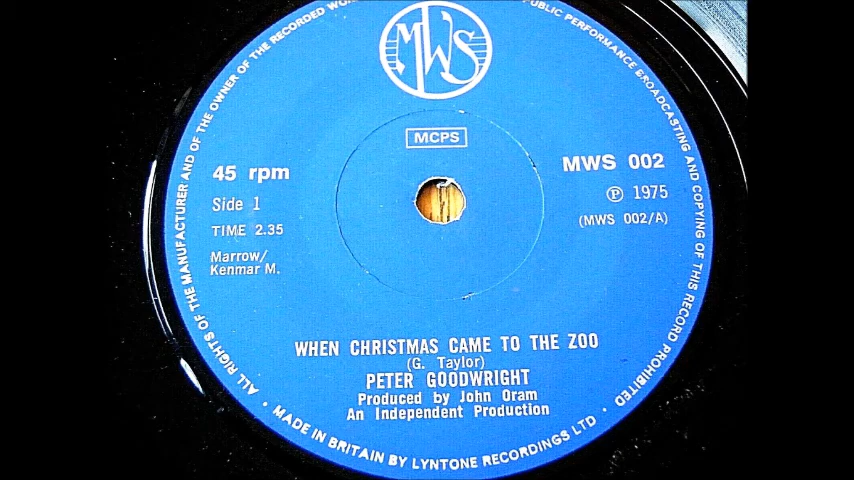 ALL RIGHTS OF THE MANUFACTURER AND OF THE OWNER OF THE RECORDED
PUBLIC PERFORMANCE BROADCASTING AND COPYING OF THIS RECORD PROHIBITED
MWS
MCPS
45 rpm
MWS 002
Side 1
Ⓟ 1975
TIME 2.35
(MWS 002/A)
Marrow/
Kenmar M.
WHEN CHRISTMAS CAME TO THE ZOO
(G. Taylor)
PETER GOODWRIGHT
Produced by John Oram
An Independent Production
• MADE IN BRITAIN BY LYNTONE RECORDINGS LTD •